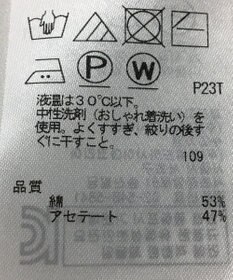 P W
P23T
液温は30℃以下。
中性洗剤(おしゃれ着洗い)を
使用。よくすすぎ、絞りの後す
ぐに干すこと。
109
品質
綿 53%
アセテート 47%